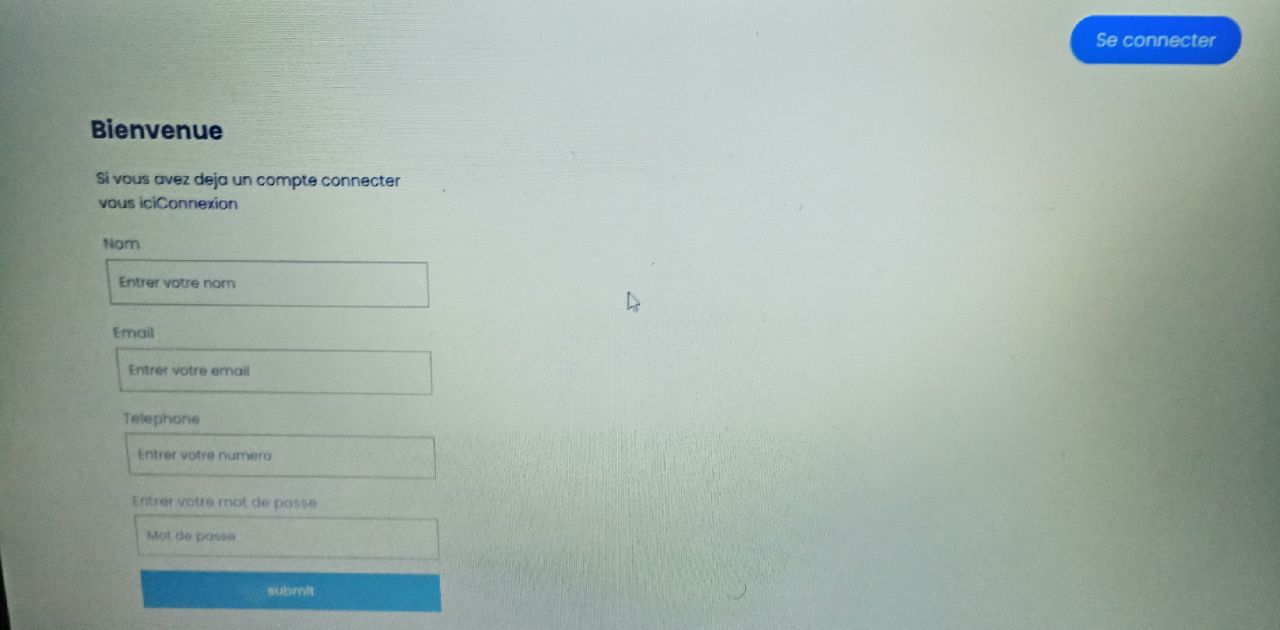 Se connecter
Bienvenue
Si vous avez deja un compte connecter
vous iciConnexion
Nom
Entrer votre nom
Email
Entrer votre email
Telephone
Entrer votre numero
Entrer votre mot de passe
Mot de passe
submit